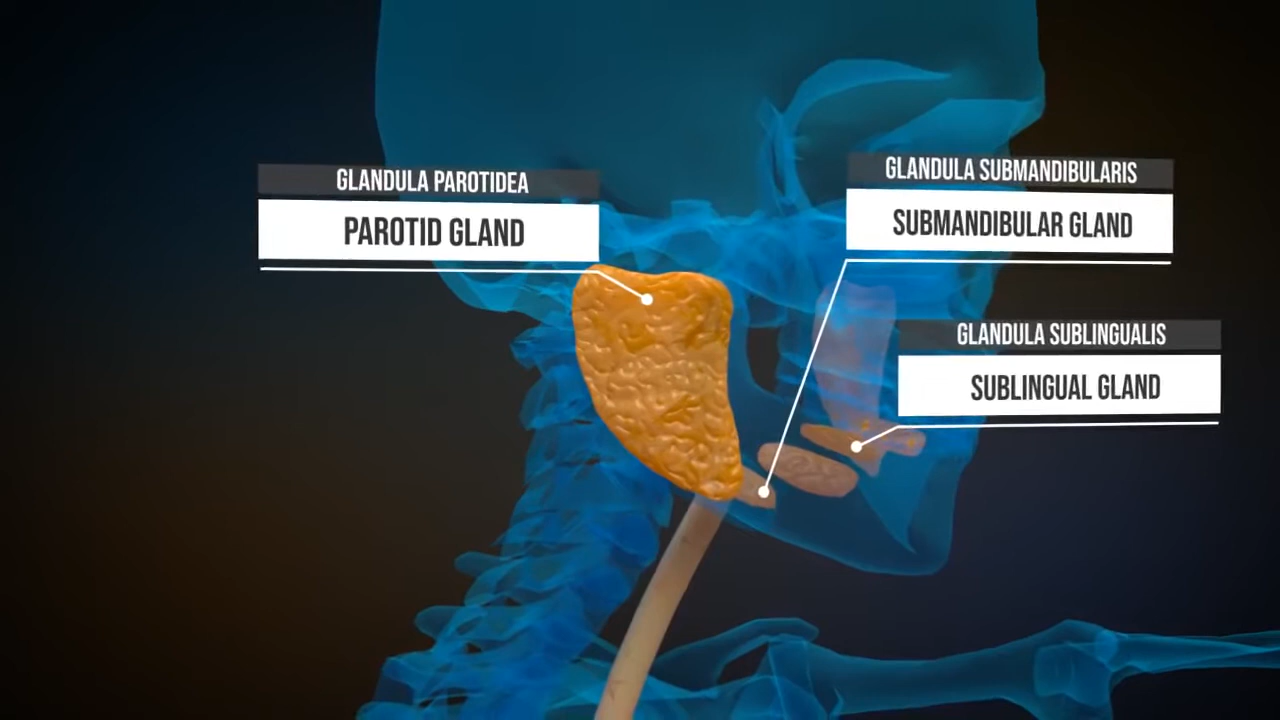 GLANDULA PAROTIDEA
PAROTID GLAND
GLANDULA SUBMANDIBULARIS
SUBMANDIBULAR GLAND
GLANDULA SUBLINGUALIS
SUBLINGUAL GLAND